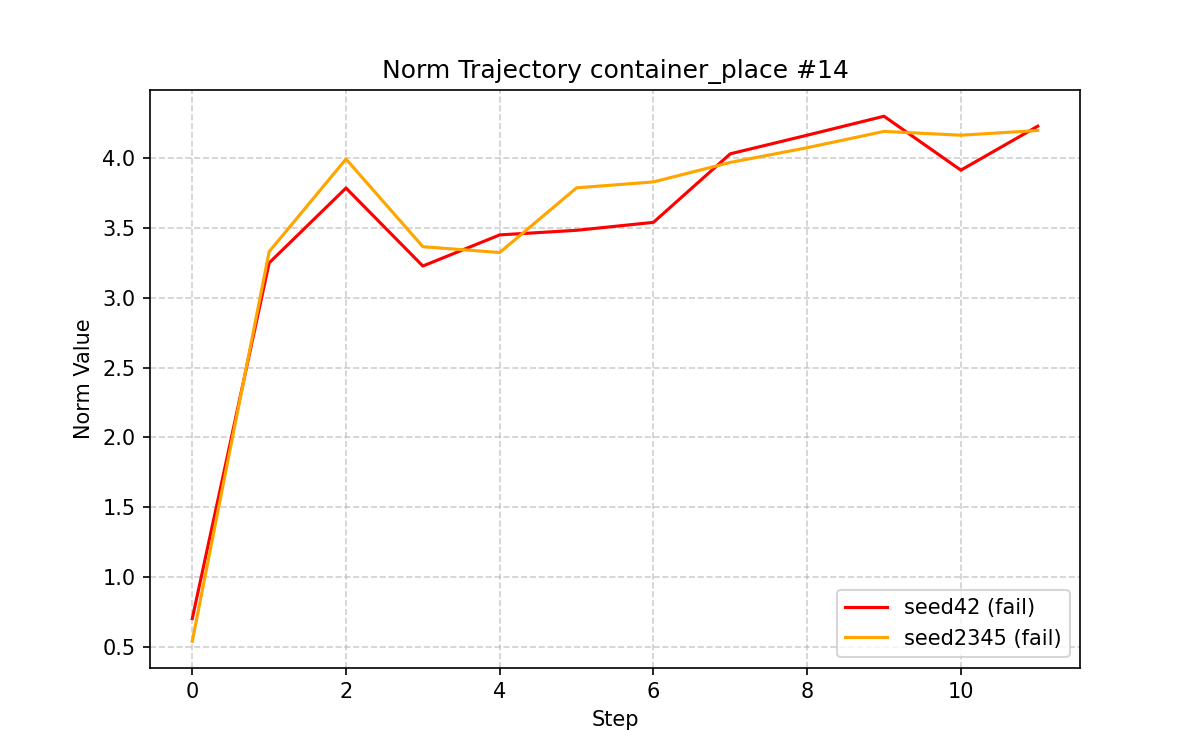 Norm Trajectory container_place #14
Norm Value
4.0
3.5
3.0
2.5
2.0
1.5
1.0
0.5
seed42 (fail)
seed2345 (fail)
0 2 4 6 8 10
Step